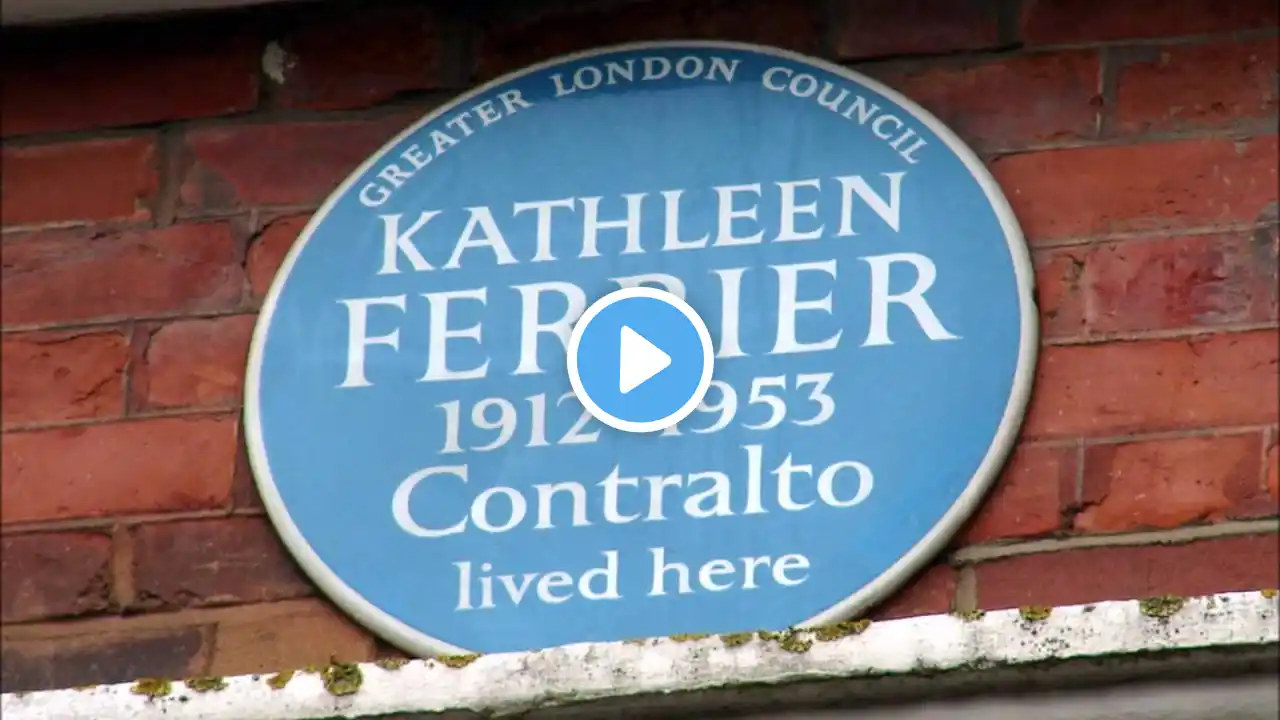 GREATER LONDON COUNCIL
KATHLEEN
FERRIER
1912-1953
Contralto
lived here